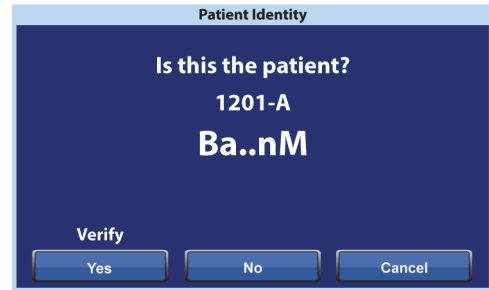 Patient Identity
Is this the patient?
1201-A
Ba..nM
Verify
Yes No Cancel